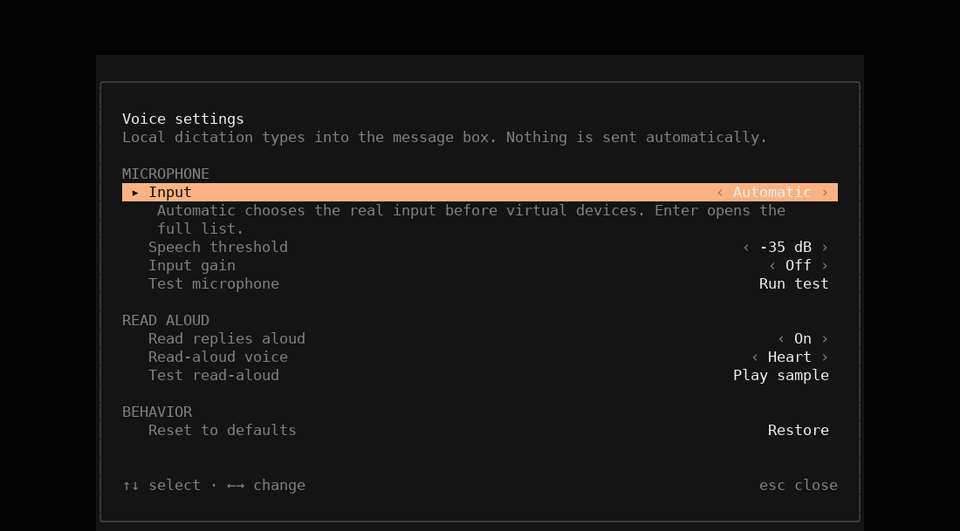 Voice settings
Local dictation types into the message box. Nothing is sent automatically.
MICROPHONE
▸ Input ‹ Automatic ›
Automatic chooses the real input before virtual devices. Enter opens the
full list.
Speech threshold ‹ -35 dB ›
Input gain ‹ Off ›
Test microphone Run test
READ ALOUD
Read replies aloud ‹ On ›
Read-aloud voice ‹ Heart ›
Test read-aloud Play sample
BEHAVIOR
Reset to defaults Restore
↑↓ select · ←→ change esc close